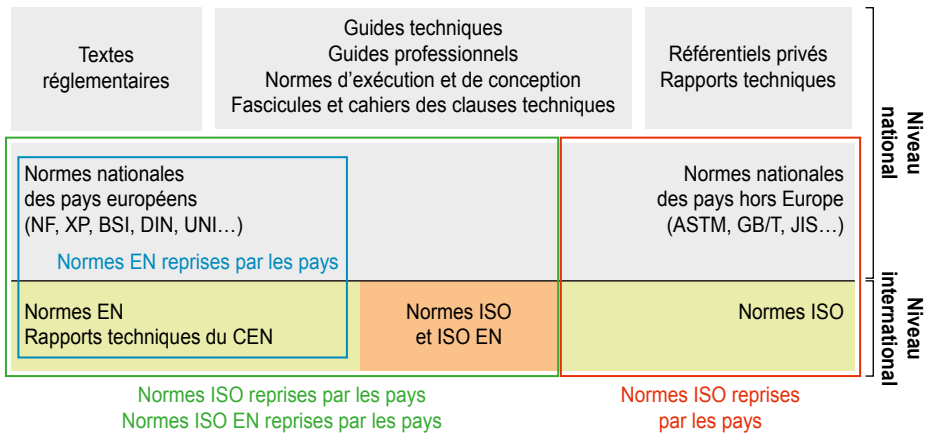 Textes
réglementaires
Guides techniques
Guides professionnels
Normes d’exécution et de conception
Fascicules et cahiers des clauses techniques
Référentiels privés
Rapports techniques
Niveau
national
Normes nationales
des pays européens
(NF, XP, BSI, DIN, UNI…)
Normes EN reprises par les pays
Normes nationales
des pays hors Europe
(ASTM, GB/T, JIS…)
Normes EN
Rapports techniques du CEN
Normes ISO
et ISO EN
Normes ISO
Niveau
international
Normes ISO reprises par les pays
Normes ISO EN reprises par les pays
Normes ISO reprises
par les pays